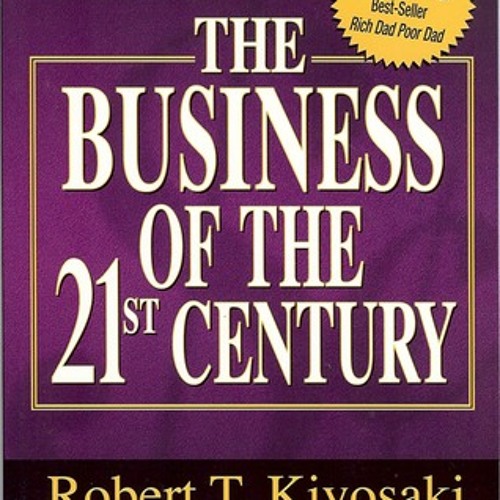 Best-Seller
Rich Dad Poor Dad
THE
BUSINESS
OF THE
21ST CENTURY
Robert T. Kiyosaki